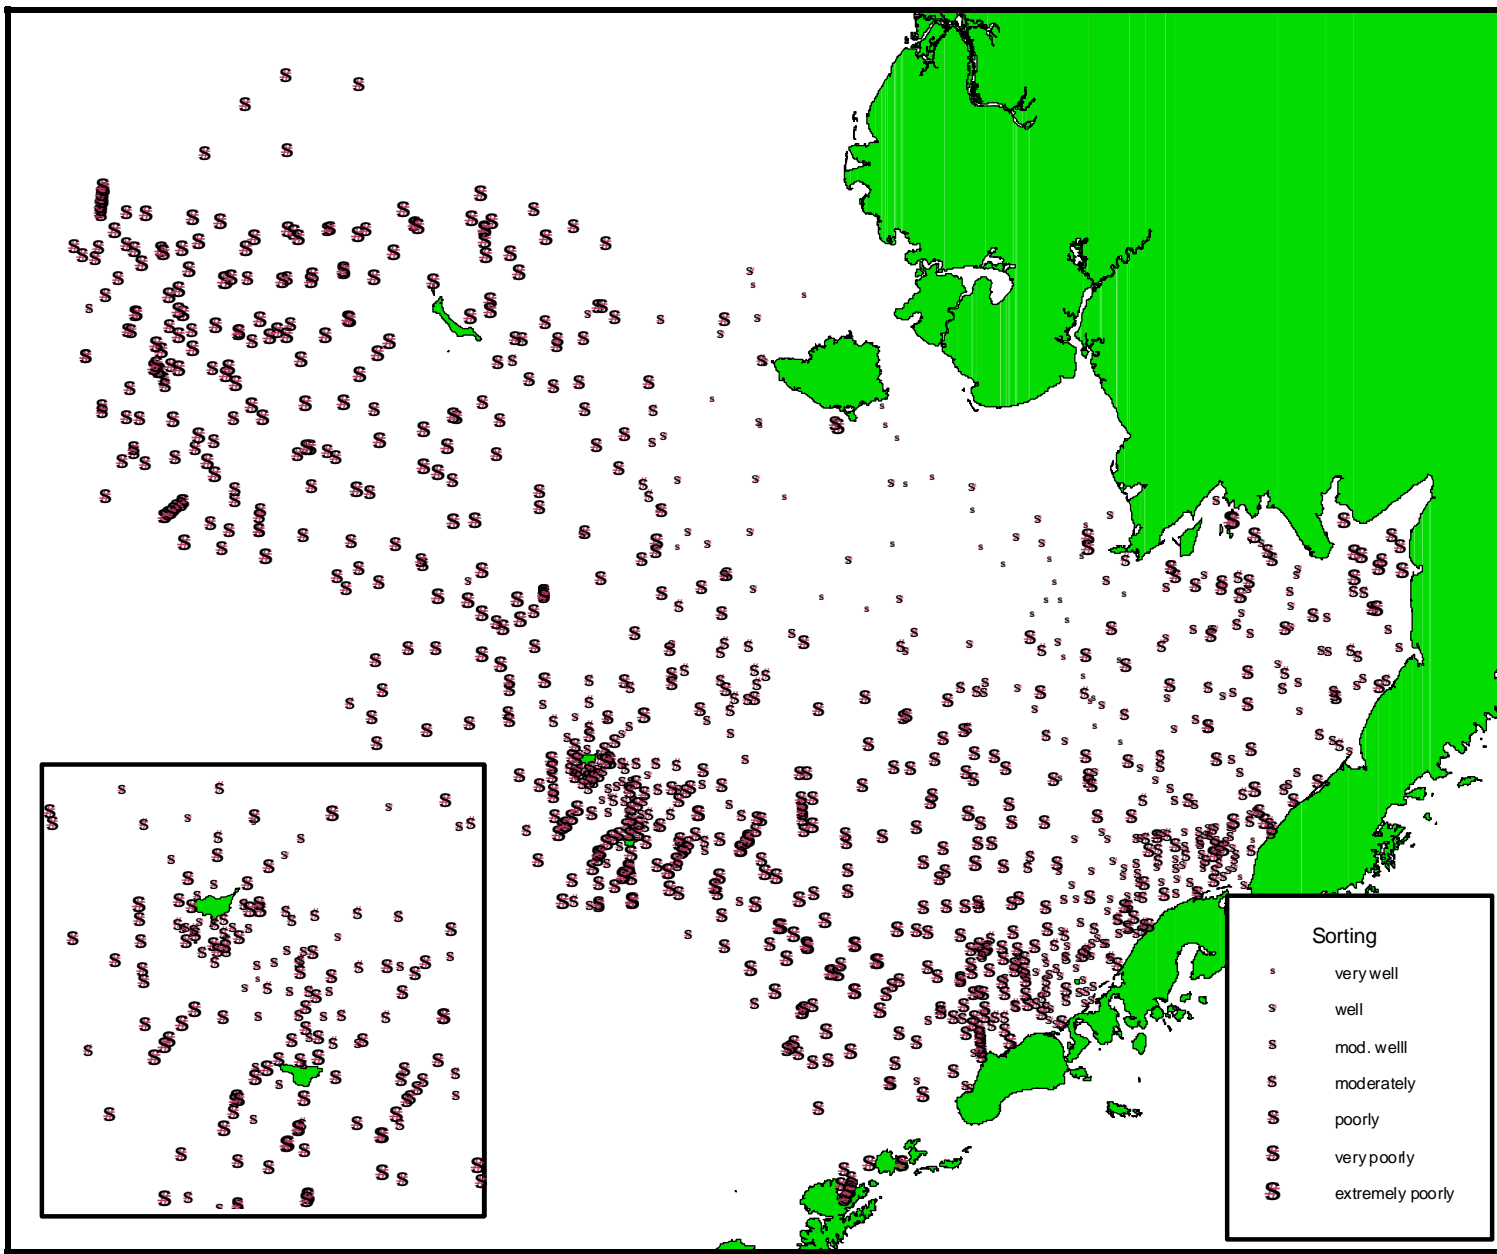 Sorting
very well
well
mod. welll
moderately
poorly
very poorly
extremely poorly